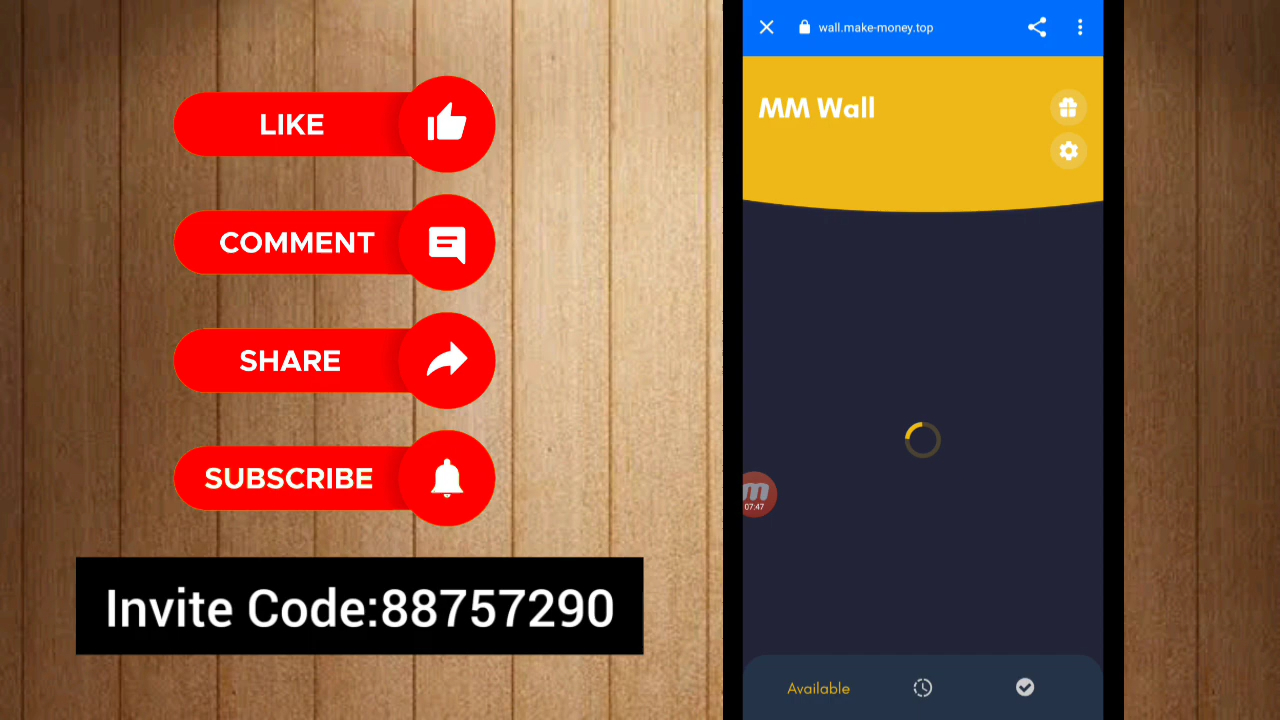 LIKE
COMMENT
SHARE
SUBSCRIBE
Invite Code:88757290
wall.make-money.top
MM Wall
07:47
Available